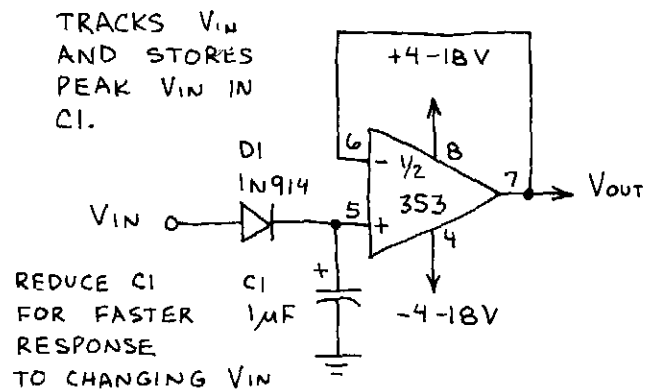 TRACKS VIN
AND STORES
PEAK VIN IN
C1.
+4-18V
6
-
1/2
8
D1
1N914
353
7
VOUT
VIN
5
+
4
+
C1
1µF
-4-18V
REDUCE C1
FOR FASTER
RESPONSE
TO CHANGING VIN